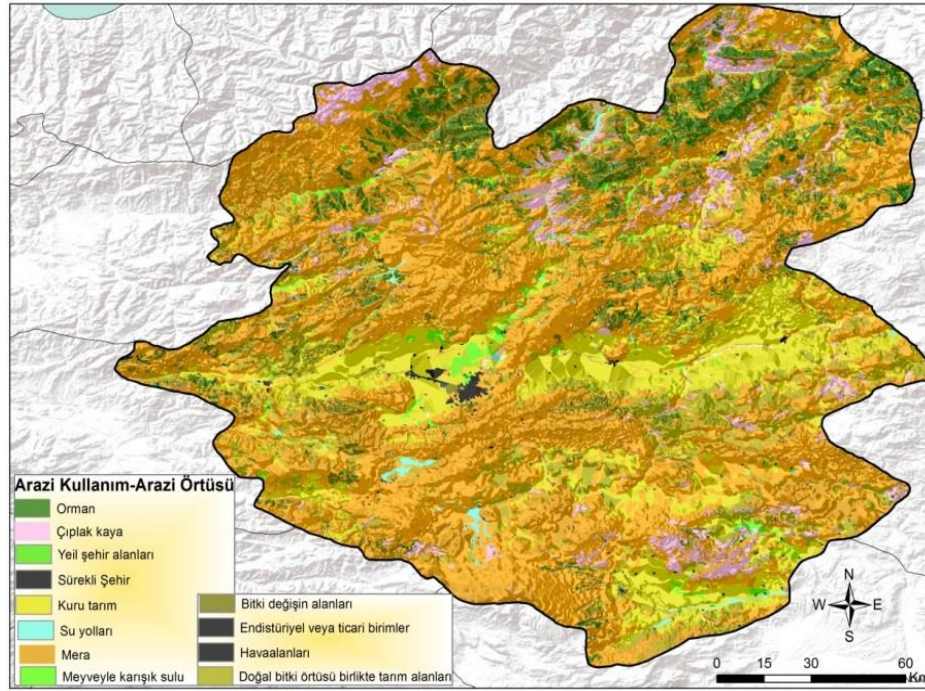 Arazi Kullanım-Arazi Örtüsü
Orman
Çıplak kaya
Yeil şehir alanları
Sürekli Şehir
Kuru tarım
Su yolları
Mera
Meyveyle karışık sulu
Bitki değişin alanları
Endistüriyel veya ticari birimler
Havaalanları
Doğal bitki örtüsü birlikte tarım alanları
N
W E
S
0 15 30 60
Km